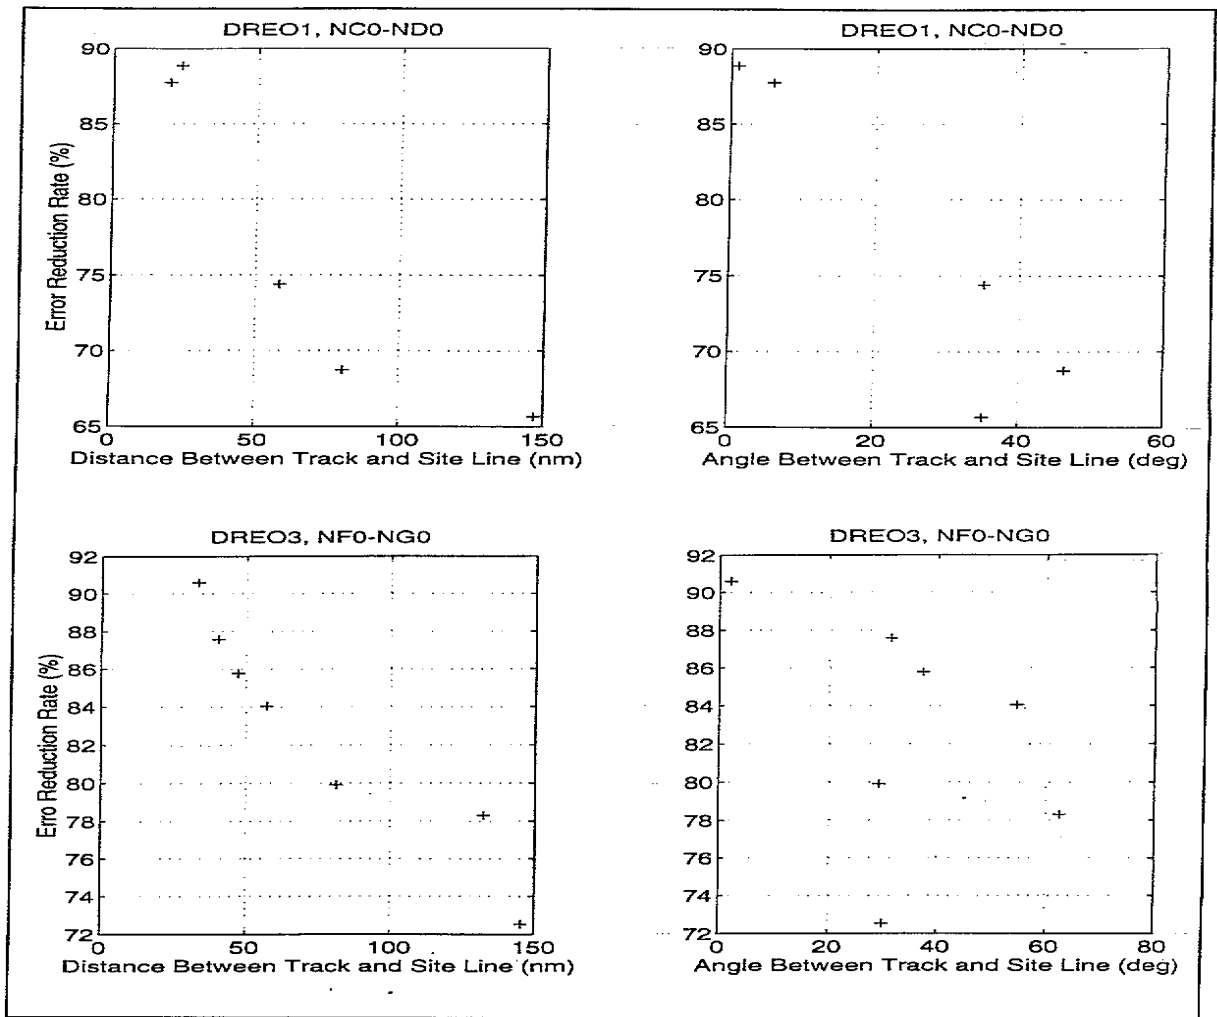 DREO1, NC0-ND0
90
85
80
75
70
65
Error Reduction Rate (%)
0 50 100 150
Distance Between Track and Site Line (nm)
DREO1, NC0-ND0
90
85
80
75
70
65
0 20 40 60
Angle Between Track and Site Line (deg)
DREO3, NF0-NG0
92
90
88
86
84
82
80
78
76
74
72
Erro Reduction Rate (%)
0 50 100 150
Distance Between Track and Site Line (nm)
DREO3, NF0-NG0
92
90
88
86
84
82
80
78
76
74
72
0 20 40 60 80
Angle Between Track and Site Line (deg)